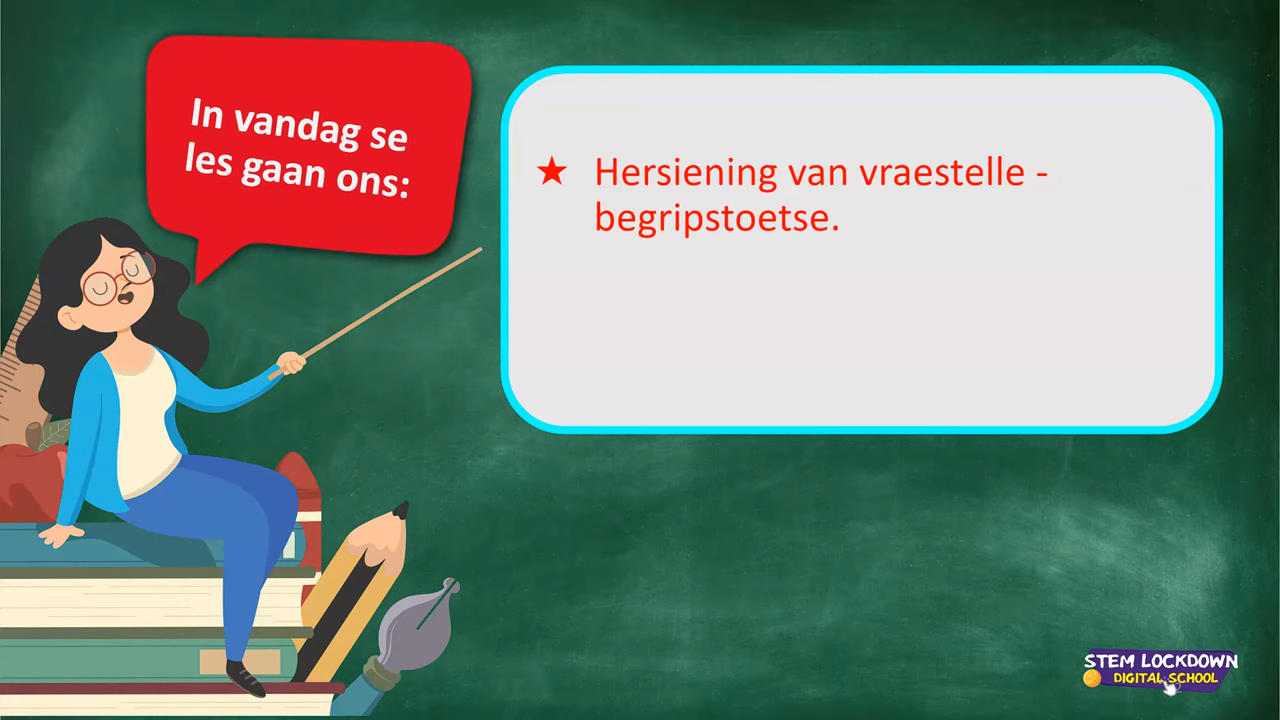 In vandag se
les gaan ons:
★ Hersiening van vraestelle -
begripstoetse.
STEM LOCKDOWN
DIGITAL SCHOOL